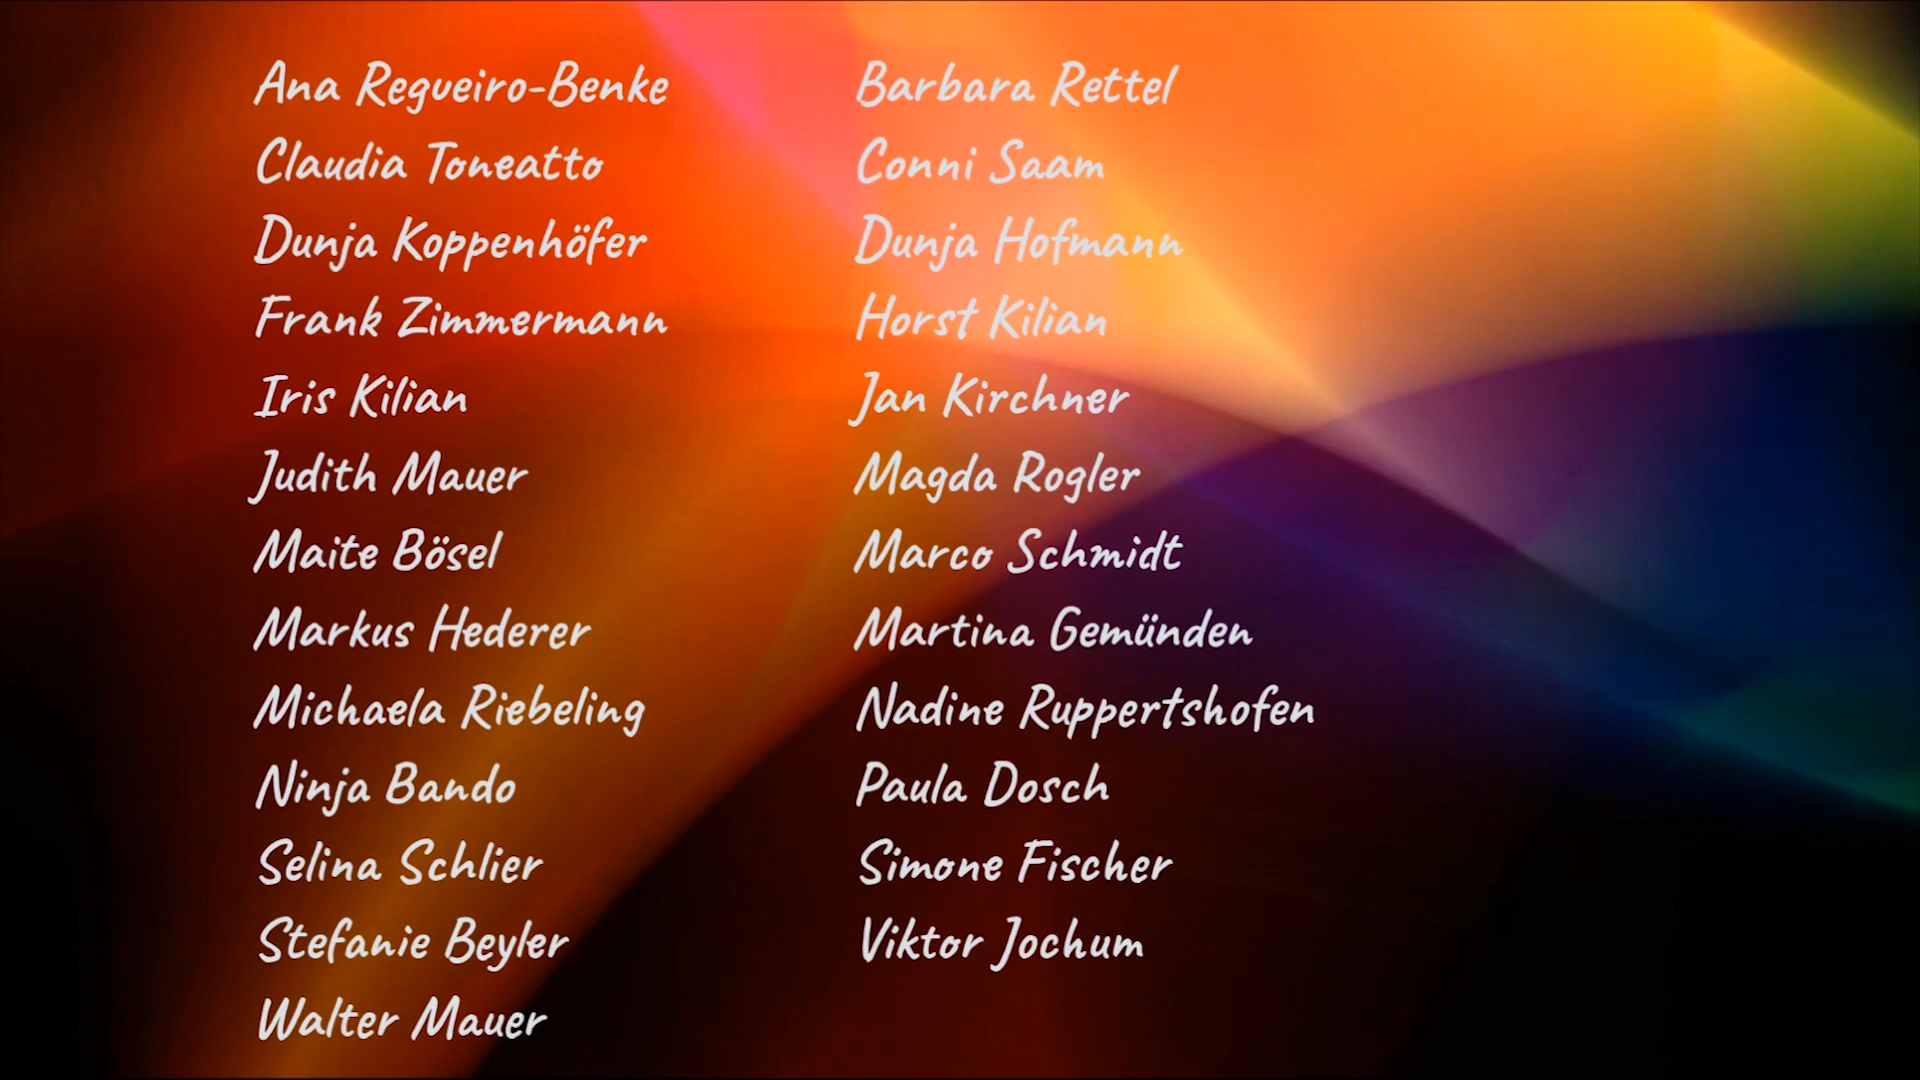 Ana Regueiro-Benke
Barbara Rettel
Claudia Toneatto
Conni Saam
Dunja Koppenhöfer
Dunja Hofmann
Frank Zimmermann
Horst Kilian
Iris Kilian
Jan Kirchner
Judith Mauer
Magda Rogler
Maite Bösel
Marco Schmidt
Markus Hederer
Martina Gemünden
Michaela Riebeling
Nadine Ruppertshofen
Ninja Bando
Paula Dosch
Selina Schlier
Simone Fischer
Stefanie Beyler
Viktor Jochum
Walter Mauer